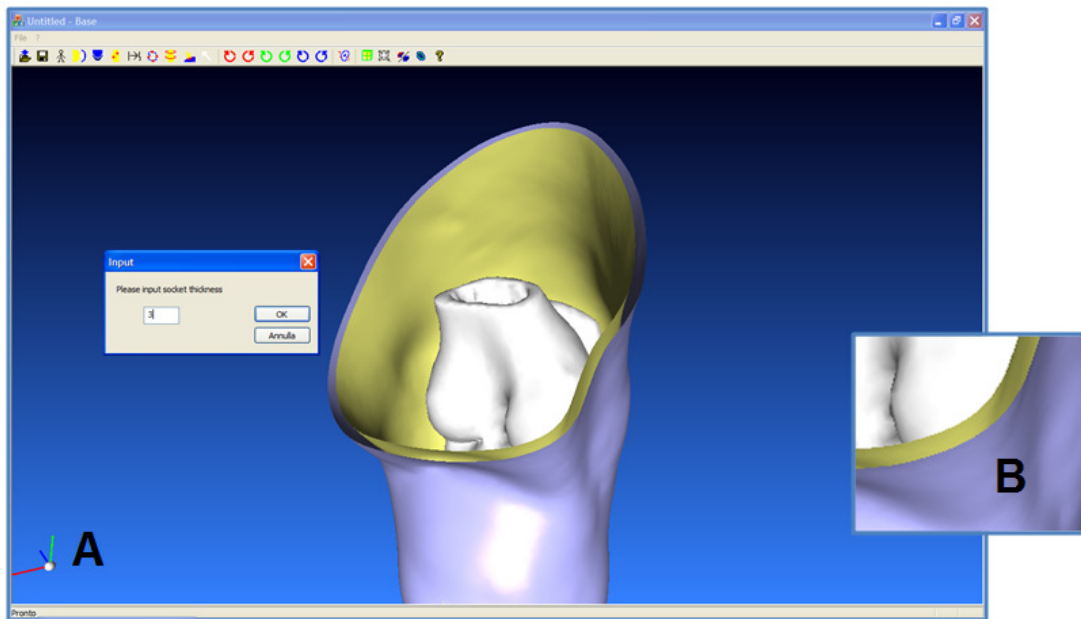 Untitled - Base
File ?
Input
Please input socket thickness
3
OK
Annulla
A
B
Pronto